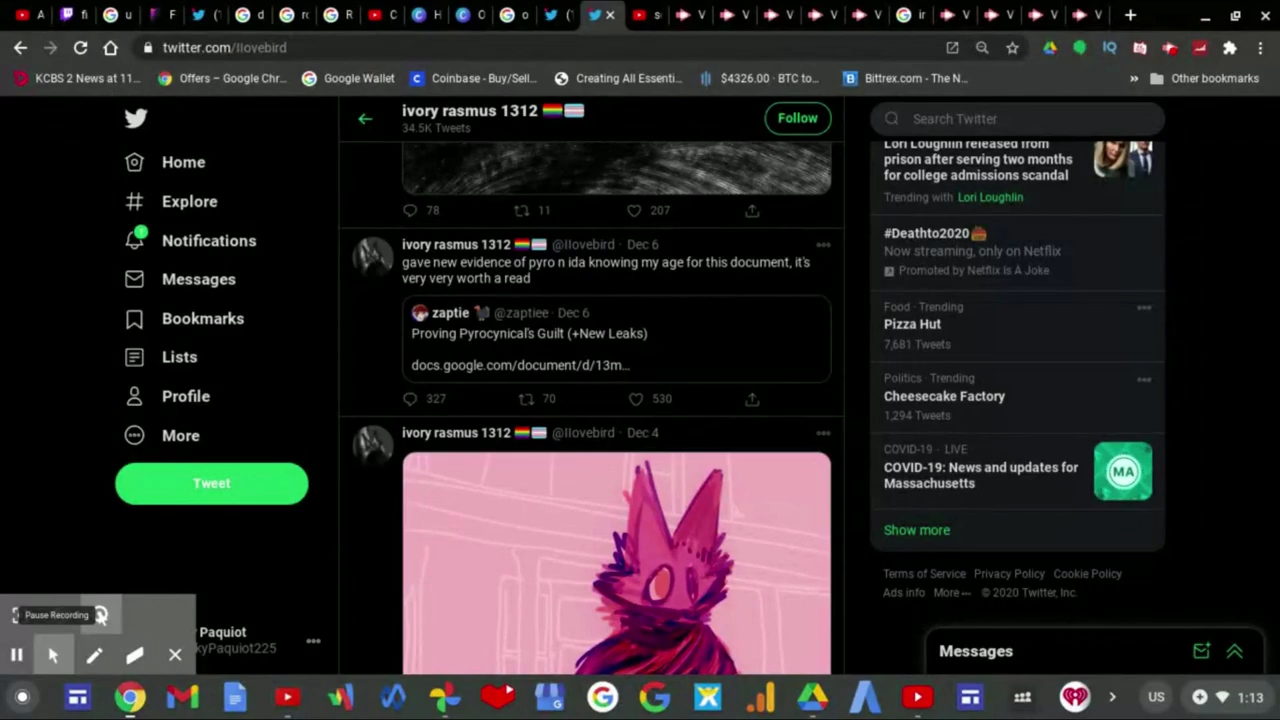 A
fi
u
F
(
d
re
R
C
H
C
o
(
s
V
V
V
V
V
ir
V
V
V
V
twitter.com/IIovebird
KCBS 2 News at 11...
Offers – Google Chr...
Google Wallet
Coinbase - Buy/Sell...
Creating All Essenti...
$4326.00 · BTC to...
Bittrex.com - The N...
Other bookmarks
Home
Explore
Notifications
Messages
Bookmarks
Lists
Profile
More
Tweet
Paquiot
kyPaquiot225
Pause Recording
ivory rasmus 1312
34.5K Tweets
Follow
78
11
207
ivory rasmus 1312 @IIovebird · Dec 6
gave new evidence of pyro n ida knowing my age for this document, it's
very very worth a read
zaptie @zaptiee · Dec 6
Proving Pyrocynical's Guilt (+New Leaks)
docs.google.com/document/d/13m...
327
70
530
ivory rasmus 1312 @IIovebird · Dec 4
Search Twitter
Lori Loughlin released from
prison after serving two months
for college admissions scandal
Trending with Lori Loughlin
#Deathto2020
Now streaming, only on Netflix
Promoted by Netflix Is A Joke
Food · Trending
Pizza Hut
7,681 Tweets
Politics · Trending
Cheesecake Factory
1,294 Tweets
COVID-19 · LIVE
COVID-19: News and updates for
Massachusetts
MA
Show more
Terms of Service Privacy Policy Cookie Policy
Ads info More © 2020 Twitter, Inc.
Messages
US
1:13